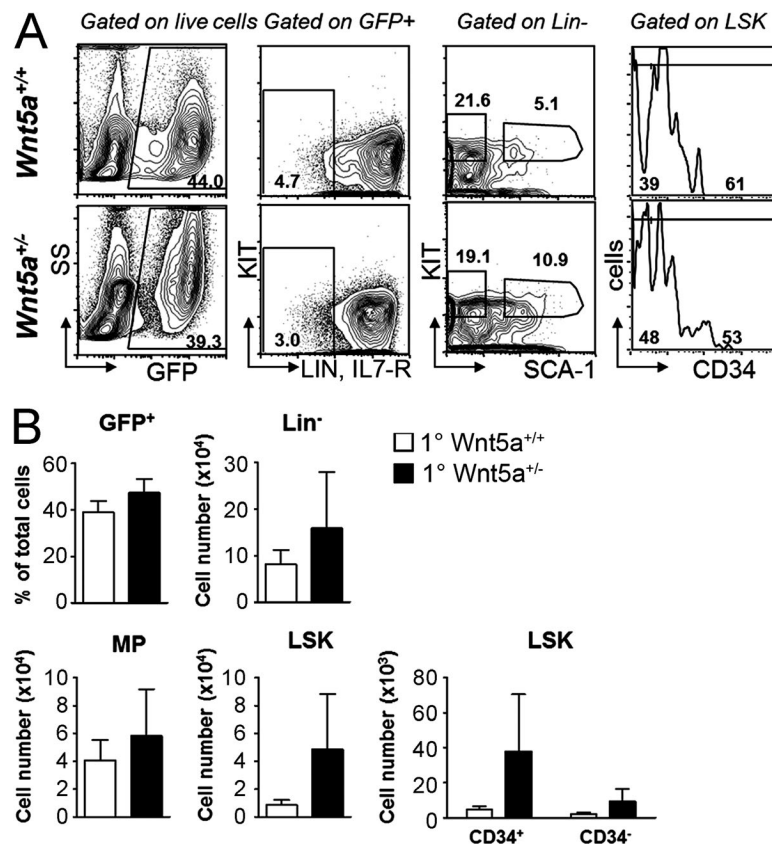 A
Gated on live cells Gated on GFP+ Gated on Lin- Gated on LSK
Wnt5a+/+
44.0
4.7
21.6 5.1
39 61
Wnt5a+/-
SS
39.3
KIT
3.0
KIT
19.1 10.9
cells
48 53
GFP LIN, IL7-R SCA-1 CD34
B
GFP+
% of total cells
60
40
20
0
Lin-
Cell number (x10⁴)
30
20
10
0
1° Wnt5a+/+
1° Wnt5a+/-
MP
Cell number (x10⁴)
10
8
6
4
2
0
LSK
Cell number (x10⁴)
10
8
6
4
2
0
LSK
Cell number (x10³)
80
60
40
20
0
CD34+ CD34-